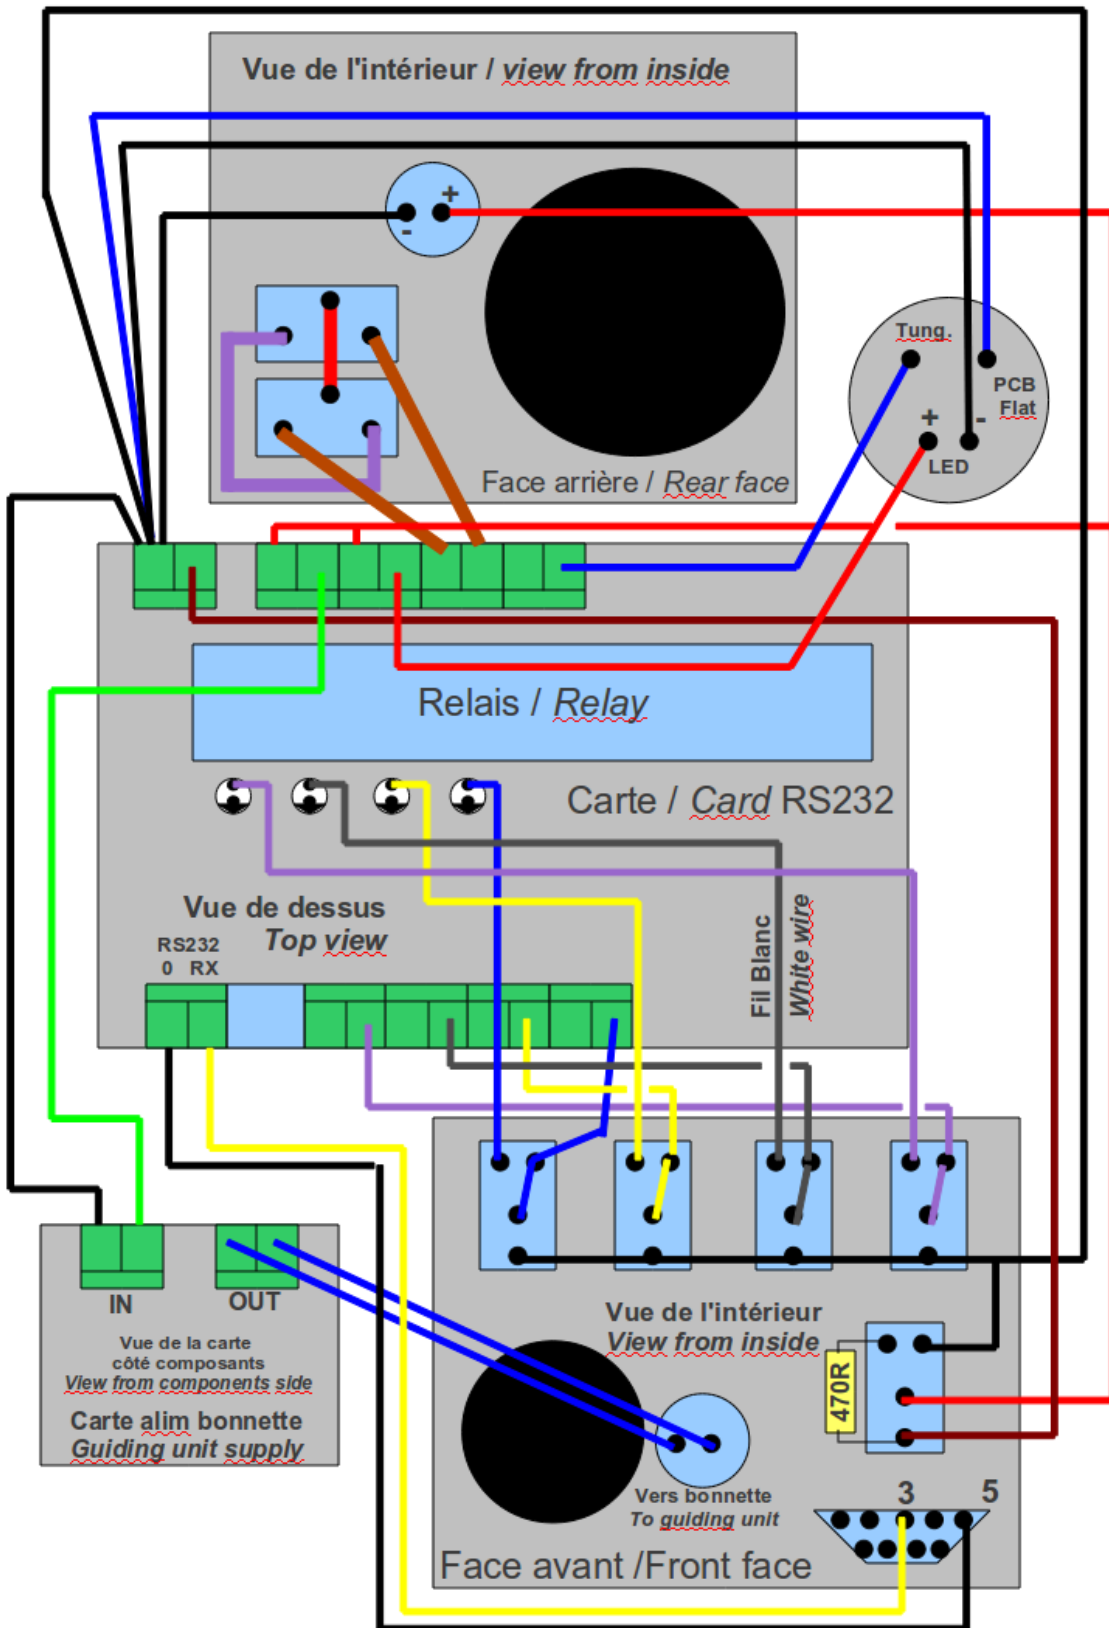 Vue de l'intérieur / view from inside
+
-
Tung.
PCB
Flat
+
-
LED
Face arrière / Rear face
Relais / Relay
Carte / Card RS232
Vue de dessus
Top view
RS232
0 RX
Fil Blanc
White wire
IN
OUT
Vue de la carte
côté composants
View from components side
Carte alim bonnette
Guiding unit supply
Vue de l'intérieur
View from inside
470R
Vers bonnette
To guiding unit
3
5
Face avant /Front face